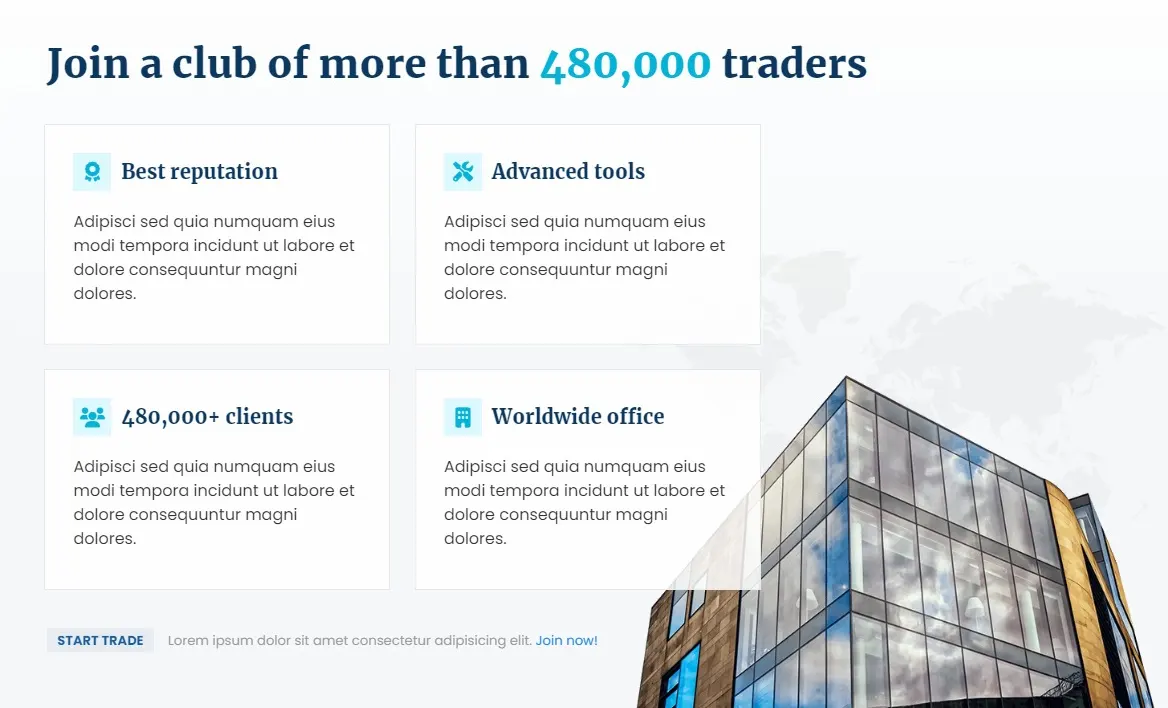 Join a club of more than 480,000 traders
Best reputation
Adipisci sed quia numquam eius
modi tempora incidunt ut labore et
dolore consequuntur magni
dolores.
Advanced tools
Adipisci sed quia numquam eius
modi tempora incidunt ut labore et
dolore consequuntur magni
dolores.
480,000+ clients
Adipisci sed quia numquam eius
modi tempora incidunt ut labore et
dolore consequuntur magni
dolores.
Worldwide office
Adipisci sed quia numquam eius
modi tempora incidunt ut labore et
dolore consequuntur magni
dolores.
START TRADE Lorem ipsum dolor sit amet consectetur adipisicing elit. Join now!